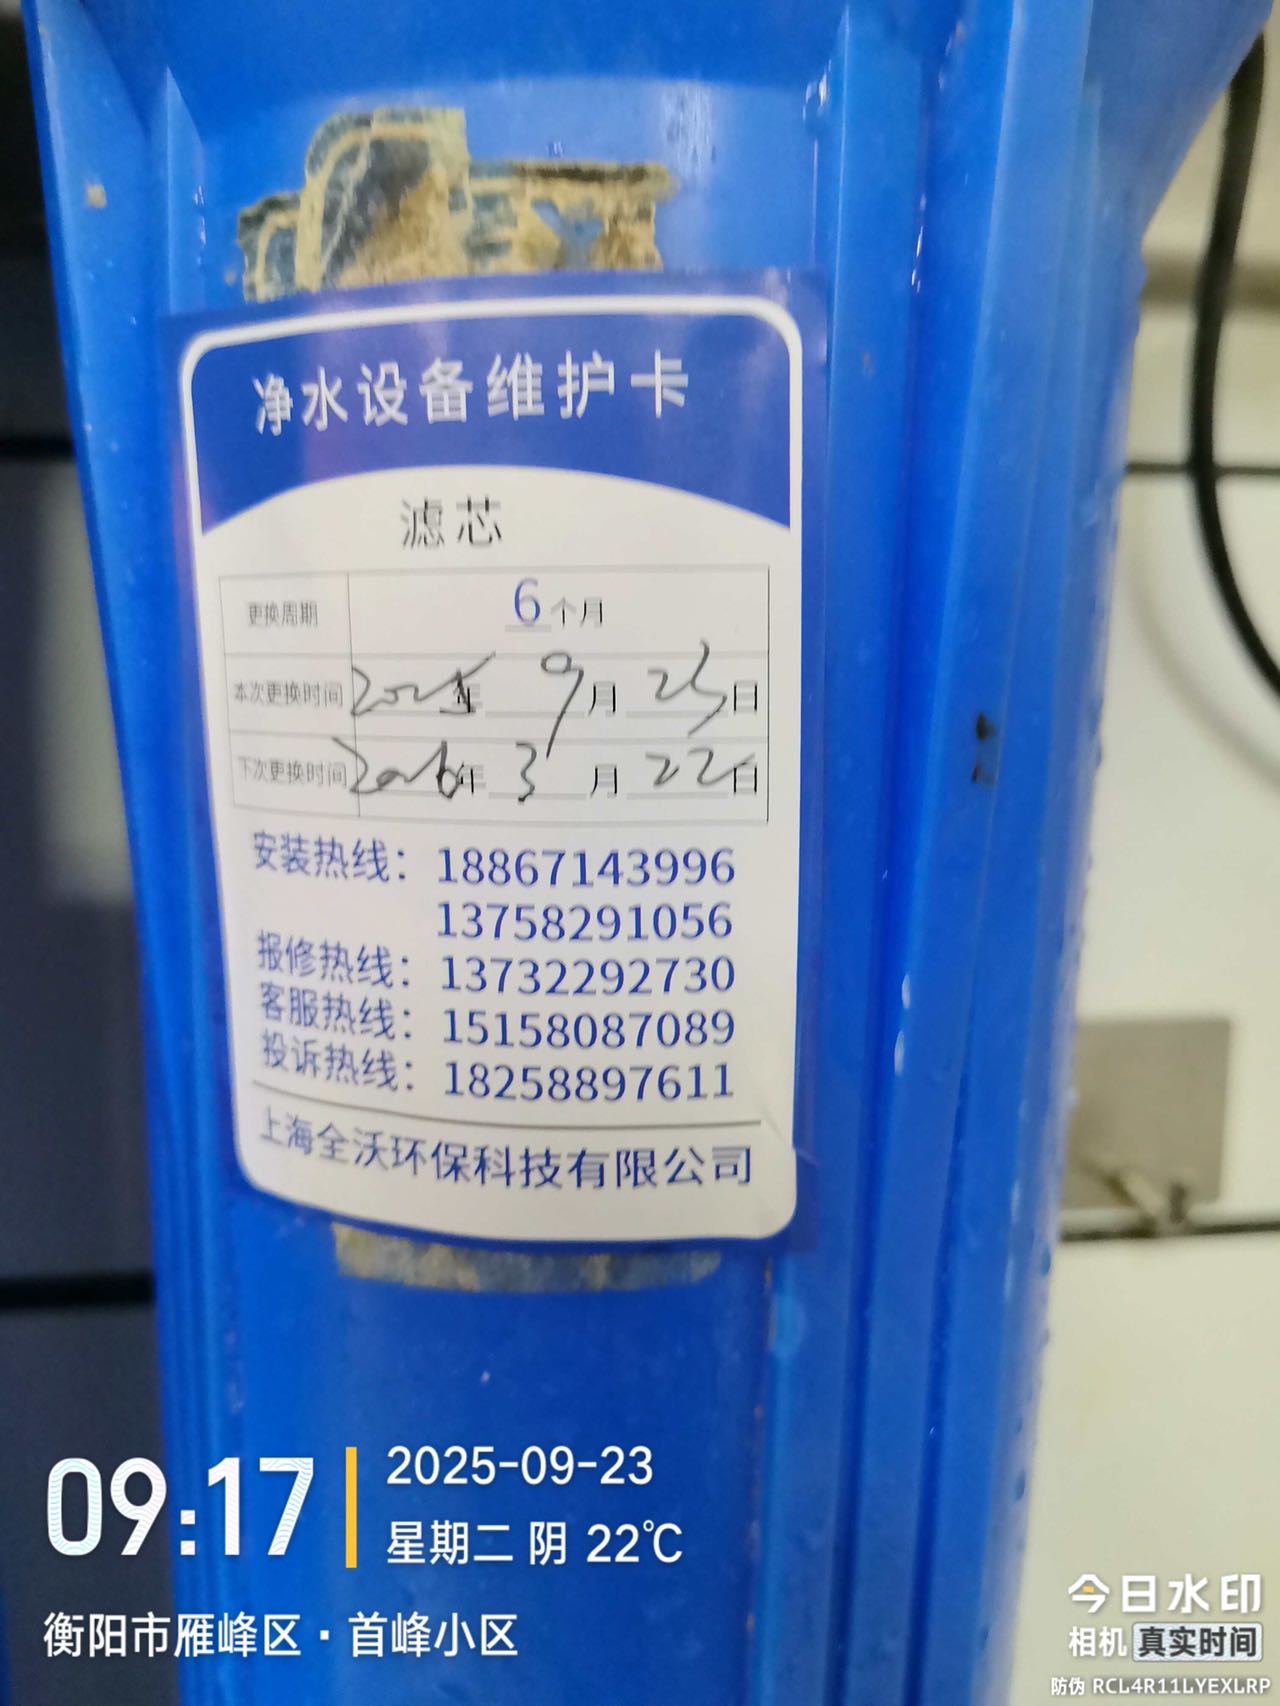 净水设备维护卡
滤芯
更换周期 6个月
本次更换时间 2025年 9月 23日
下次更换时间 2026年 3月 22日
安装热线：18867143996
13758291056
报修热线：13732292730
客服热线：15158087089
投诉热线：18258897611
上海全沃环保科技有限公司
09:17
2025-09-23
星期二 阴 22℃
衡阳市雁峰区·首峰小区
今日水印
相机 真实时间
防伪 RCL4R11LYEXLRP